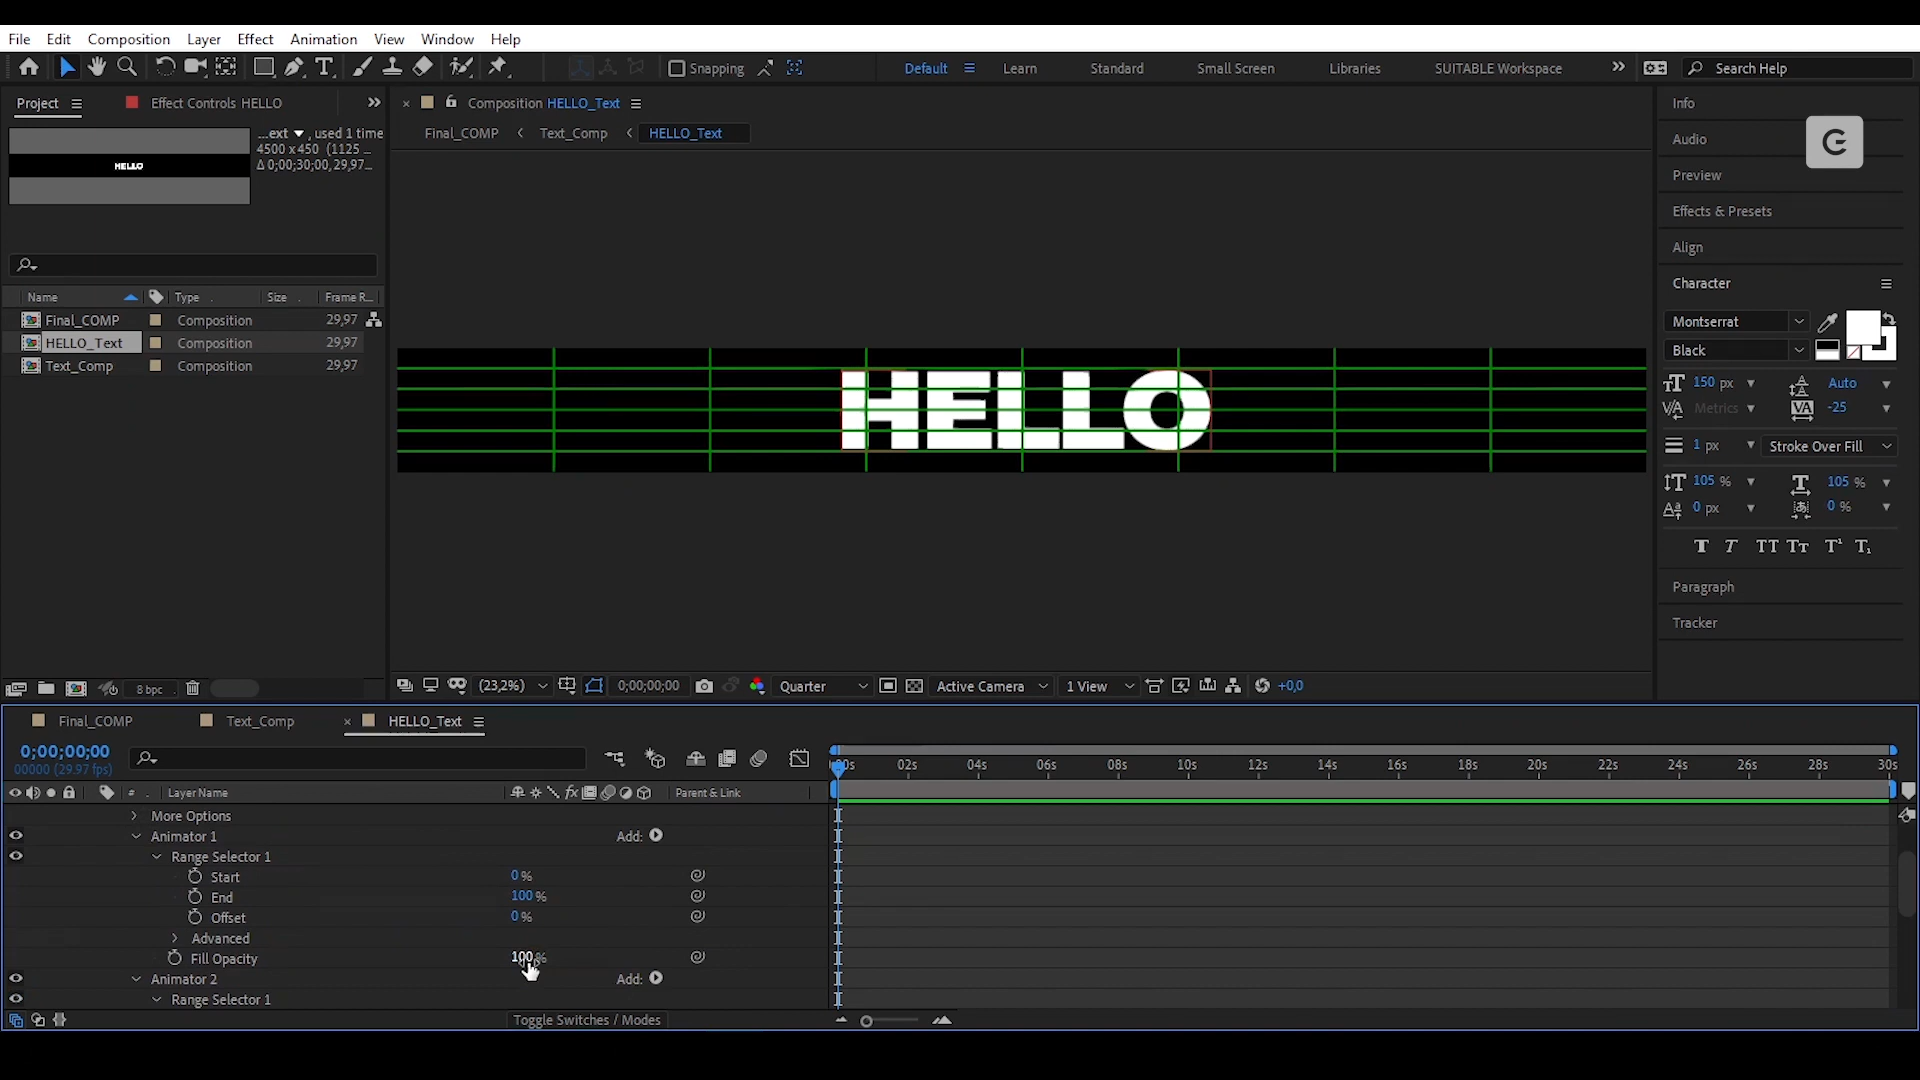 File Edit Composition Layer Effect Animation View Window Help
Snapping Default Learn Standard Small Screen Libraries SUITABLE Workspace Search Help
Project Effect Controls HELLO
...ext , used 1 time
4500 x 450 (1125 ...
Δ 0;00;30;00, 29,97...
HELLO
Name Type Size Frame R...
Final_COMP Composition 29,97
HELLO_Text Composition 29,97
Text_Comp Composition 29,97
8 bpc
Composition HELLO_Text
Final_COMP Text_Comp HELLO_Text
HELLO
(23,2%) 0;00;00;00 Quarter Active Camera 1 View +0,0
Info
Audio
Preview
Effects & Presets
Align
Character
Montserrat
Black
150 px Auto
Metrics -25
1 px Stroke Over Fill
105 % 105 %
0 px 0 %
T T TT Tt T¹ T₁
Paragraph
Tracker
G
Final_COMP Text_Comp HELLO_Text
0;00;00;00
00000 (29.97 fps)
02s 04s 06s 08s 10s 12s 14s 16s 18s 20s 22s 24s 26s 28s 30s
# Layer Name Parent & Link
More Options
Animator 1 Add:
Range Selector 1
Start 0 %
End 100 %
Offset 0 %
Advanced
Fill Opacity 100 %
Animator 2 Add:
Range Selector 1
Toggle Switches / Modes